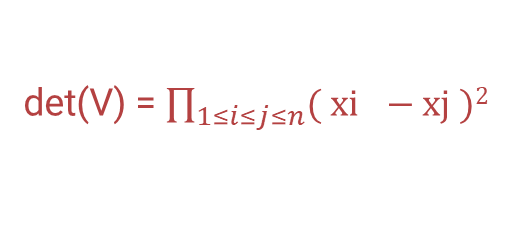 det(V) = ∏1≤i≤j≤n( xi − xj )²